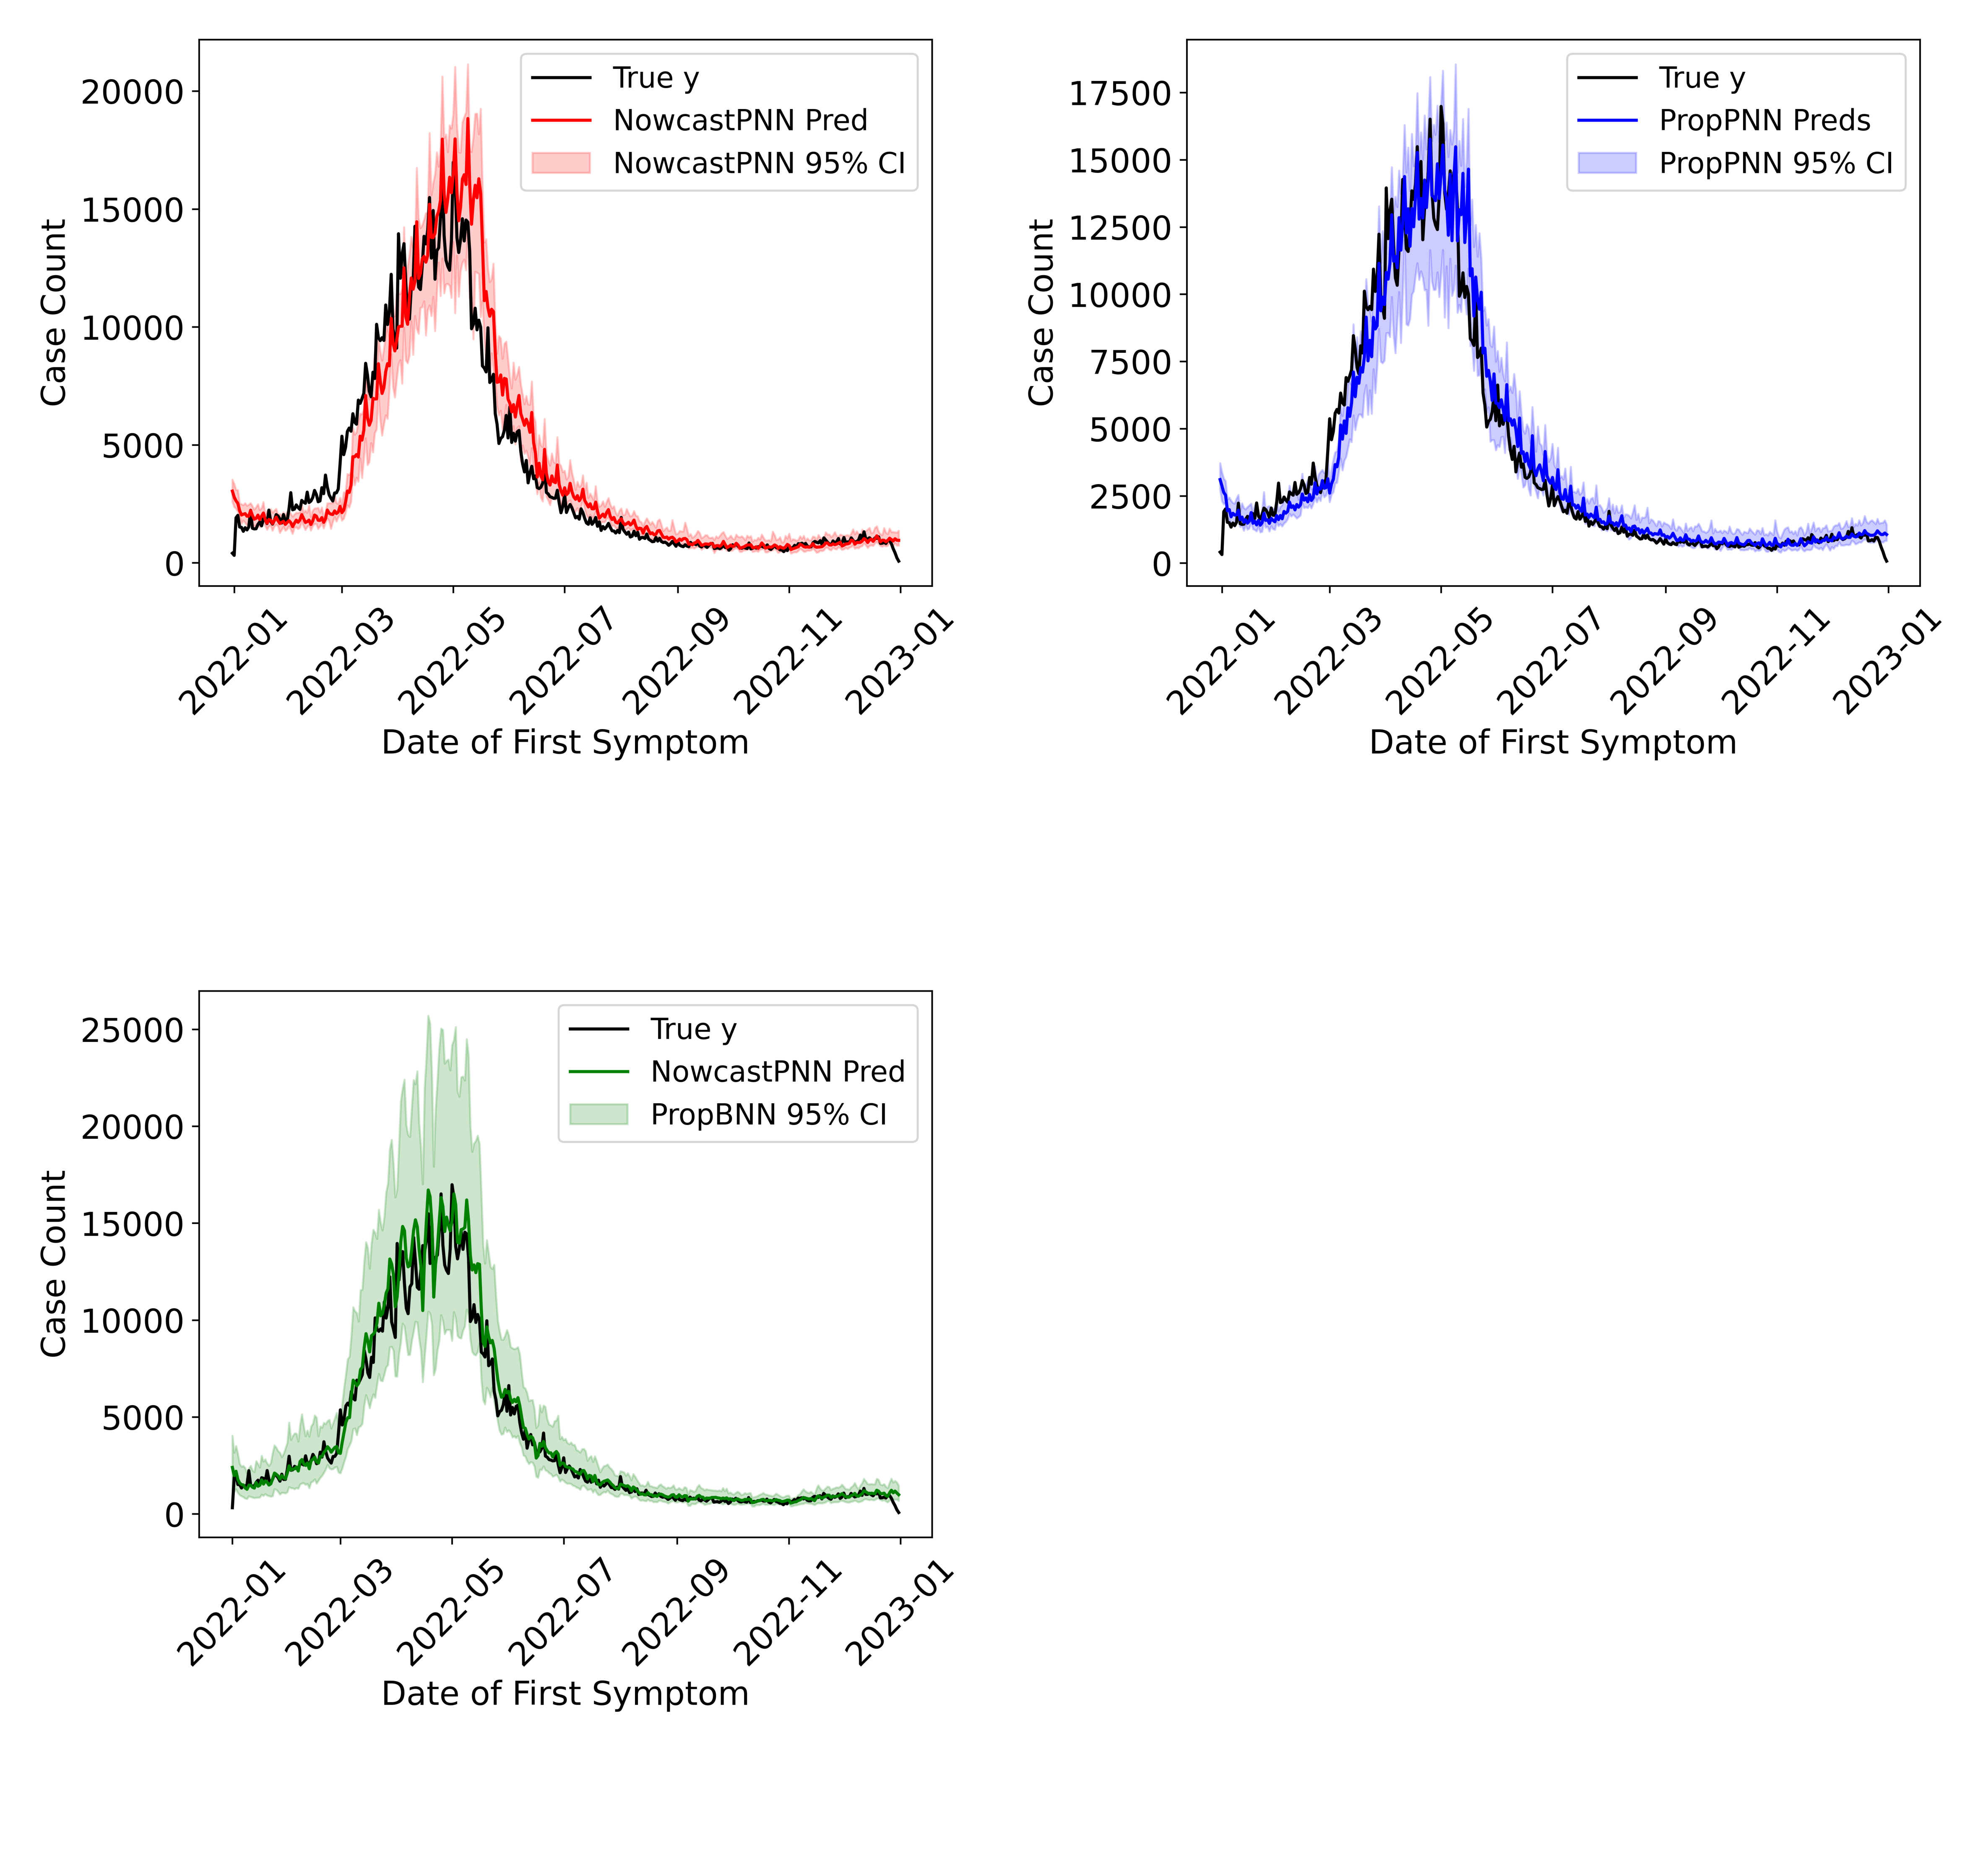 True y
NowcastPNN Pred
NowcastPNN 95% CI
20000
15000
10000
5000
0
Case Count
2022-01
2022-03
2022-05
2022-07
2022-09
2022-11
2023-01
Date of First Symptom
True y
PropPNN Preds
PropPNN 95% CI
17500
15000
12500
10000
7500
5000
2500
0
Case Count
2022-01
2022-03
2022-05
2022-07
2022-09
2022-11
2023-01
Date of First Symptom
True y
NowcastPNN Pred
PropBNN 95% CI
25000
20000
15000
10000
5000
0
Case Count
2022-01
2022-03
2022-05
2022-07
2022-09
2022-11
2023-01
Date of First Symptom